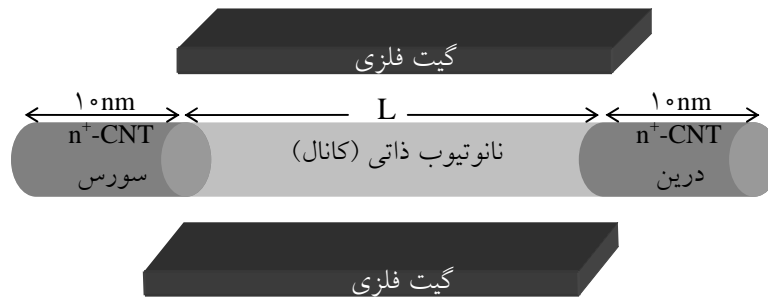 گیت فلزی
۱۰nm
L
۱۰nm
n⁺-CNT
سورس
نانوتیوب ذاتی (کانال)
n⁺-CNT
درین
گیت فلزی